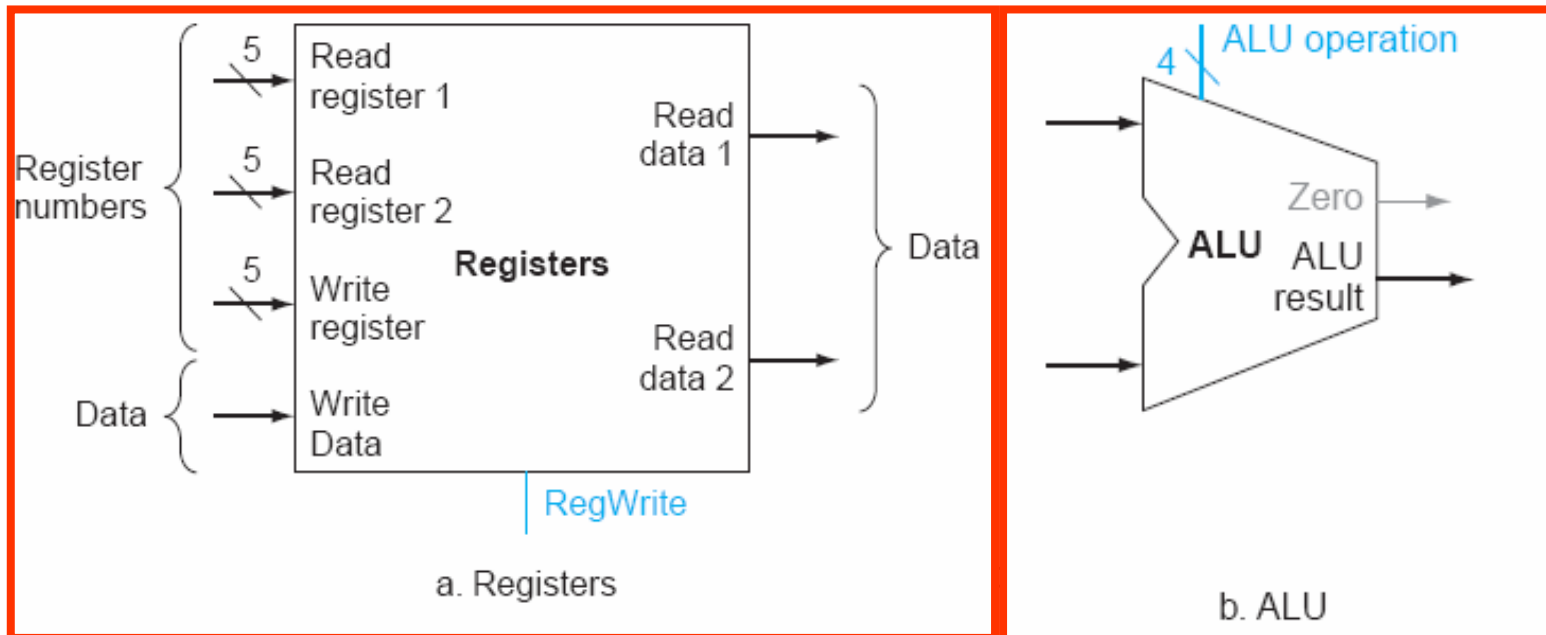 Register
numbers
Data
5
Read
register 1
5
Read
register 2
5
Write
register
Write
Data
Registers
Read
data 1
Read
data 2
Data
RegWrite
a. Registers
4
ALU operation
Zero
ALU
ALU
result
b. ALU